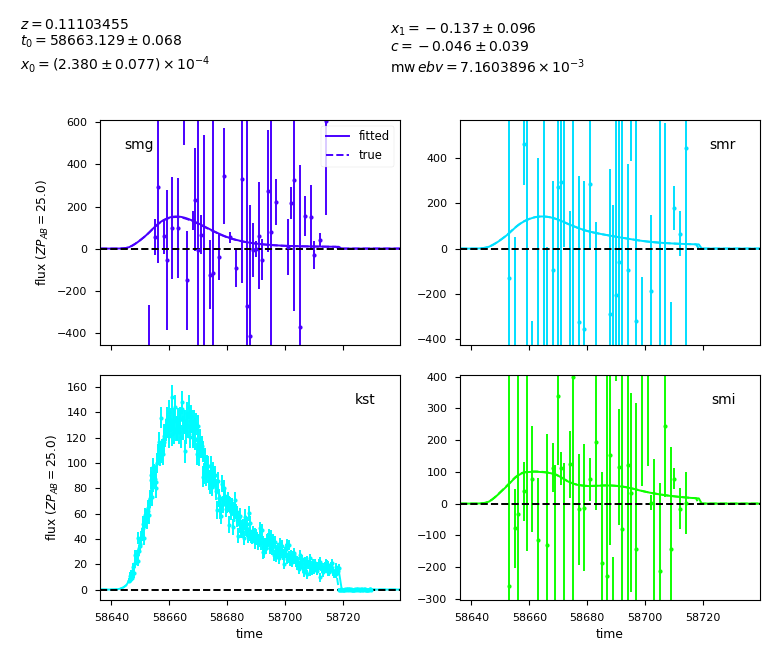 z = 0.11103455
t₀ = 58663.129 ± 0.068
x₀ = (2.380 ± 0.077) × 10⁻⁴
x₁ = −0.137 ± 0.096
c = −0.046 ± 0.039
mw ebv = 7.1603896 × 10⁻³
600
400
200
0
−200
−400
flux (ZP_AB = 25.0)
smg
fitted
true
400
200
0
−200
−400
smr
160
140
120
100
80
60
40
20
0
flux (ZP_AB = 25.0)
kst
58640 58660 58680 58700 58720
time
400
300
200
100
0
−100
−200
−300
smi
58640 58660 58680 58700 58720
time